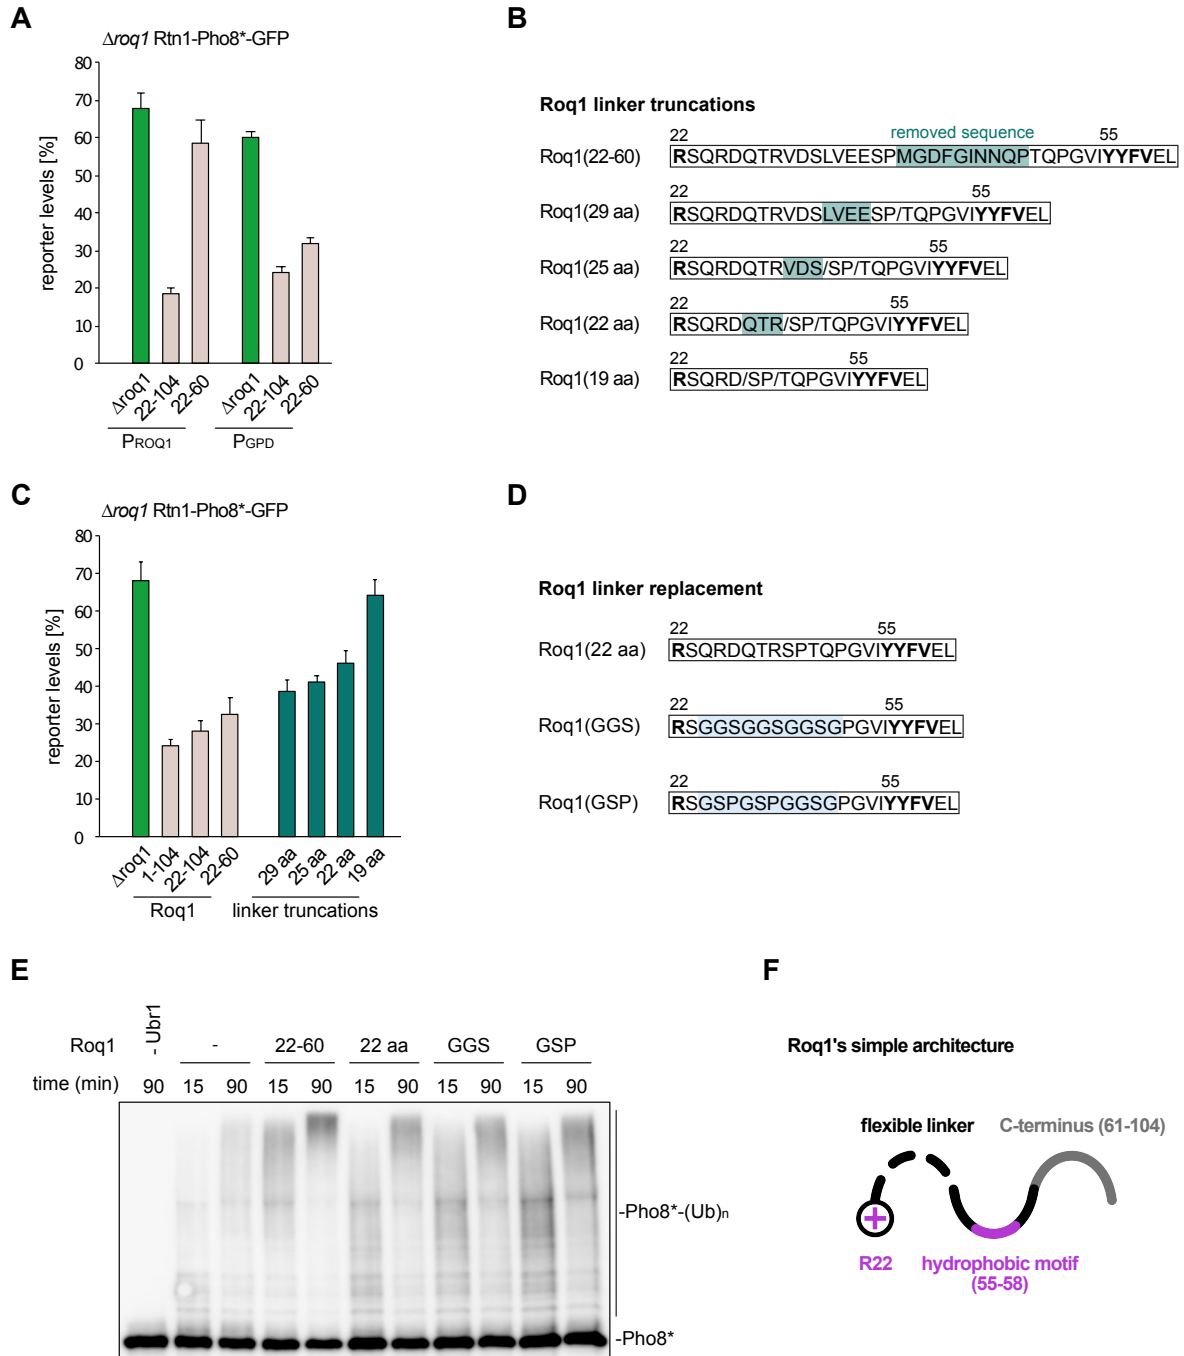 A
Δroq1 Rtn1-Pho8*-GFP
reporter levels [%]
80
70
60
50
40
30
20
10
0
Δroq1
22-104
22-60
Δroq1
22-104
22-60
PROQ1
PGPD
B
Roq1 linker truncations
22
removed sequence
55
Roq1(22-60)
RSQRDQTRVDSLVEESPMGDFGINNQPTQPGVIYYFVEL
22
55
Roq1(29 aa)
RSQRDQTRVDSLVEESP/TQPGVIYYFVEL
22
55
Roq1(25 aa)
RSQRDQTRVDS/SP/TQPGVIYYFVEL
22
55
Roq1(22 aa)
RSQRDQTR/SP/TQPGVIYYFVEL
22
55
Roq1(19 aa)
RSQRD/SP/TQPGVIYYFVEL
C
Δroq1 Rtn1-Pho8*-GFP
reporter levels [%]
80
70
60
50
40
30
20
10
0
Δroq1
1-104
22-104
22-60
29 aa
25 aa
22 aa
19 aa
Roq1
linker truncations
D
Roq1 linker replacement
22
55
Roq1(22 aa)
RSQRDQTRSPTQPGVIYYFVEL
22
55
Roq1(GGS)
RSGGSGGSGGSGPGVIYYFVEL
22
55
Roq1(GSP)
RSGSPGSPGGSGPGVIYYFVEL
E
- Ubr1
Roq1
-
22-60
22 aa
GGS
GSP
time (min)
90
15
90
15
90
15
90
15
90
15
90
-Pho8*-(Ub)n
-Pho8*
F
Roq1's simple architecture
flexible linker
C-terminus (61-104)
+
R22
hydrophobic motif
(55-58)